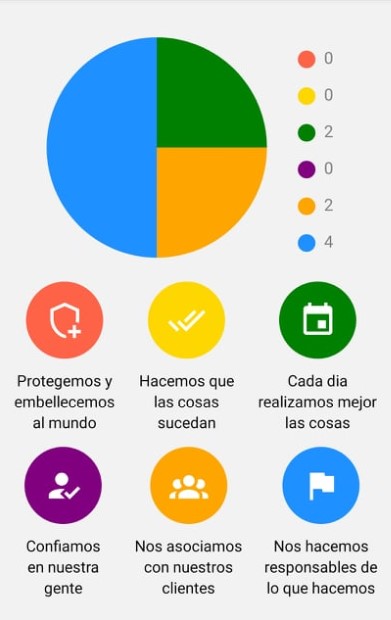 0
0
2
0
2
4
Protegemos y
embellecemos
al mundo
Hacemos que
las cosas
sucedan
Cada dia
realizamos mejor
las cosas
Confiamos
en nuestra
gente
Nos asociamos
con nuestros
clientes
Nos hacemos
responsables de
lo que hacemos